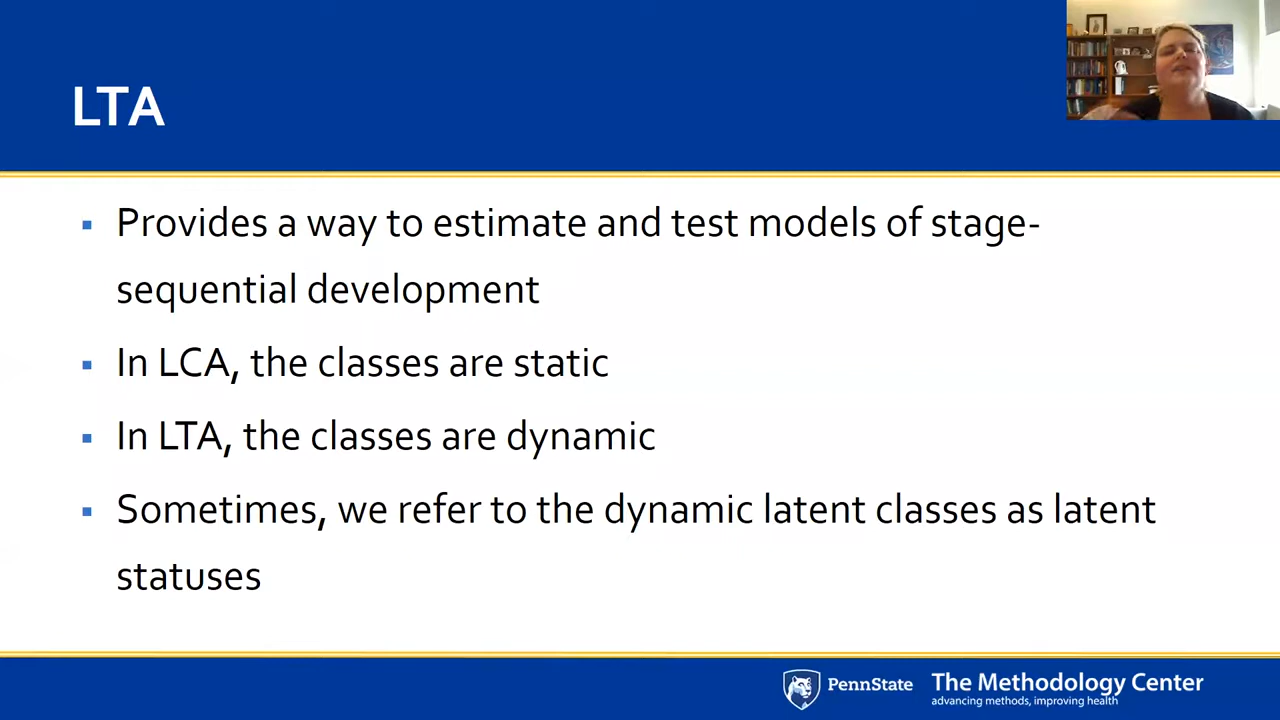 LTA
Provides a way to estimate and test models of stage-
sequential development
In LCA, the classes are static
In LTA, the classes are dynamic
Sometimes, we refer to the dynamic latent classes as latent
statuses
PennState
The Methodology Center
advancing methods, improving health